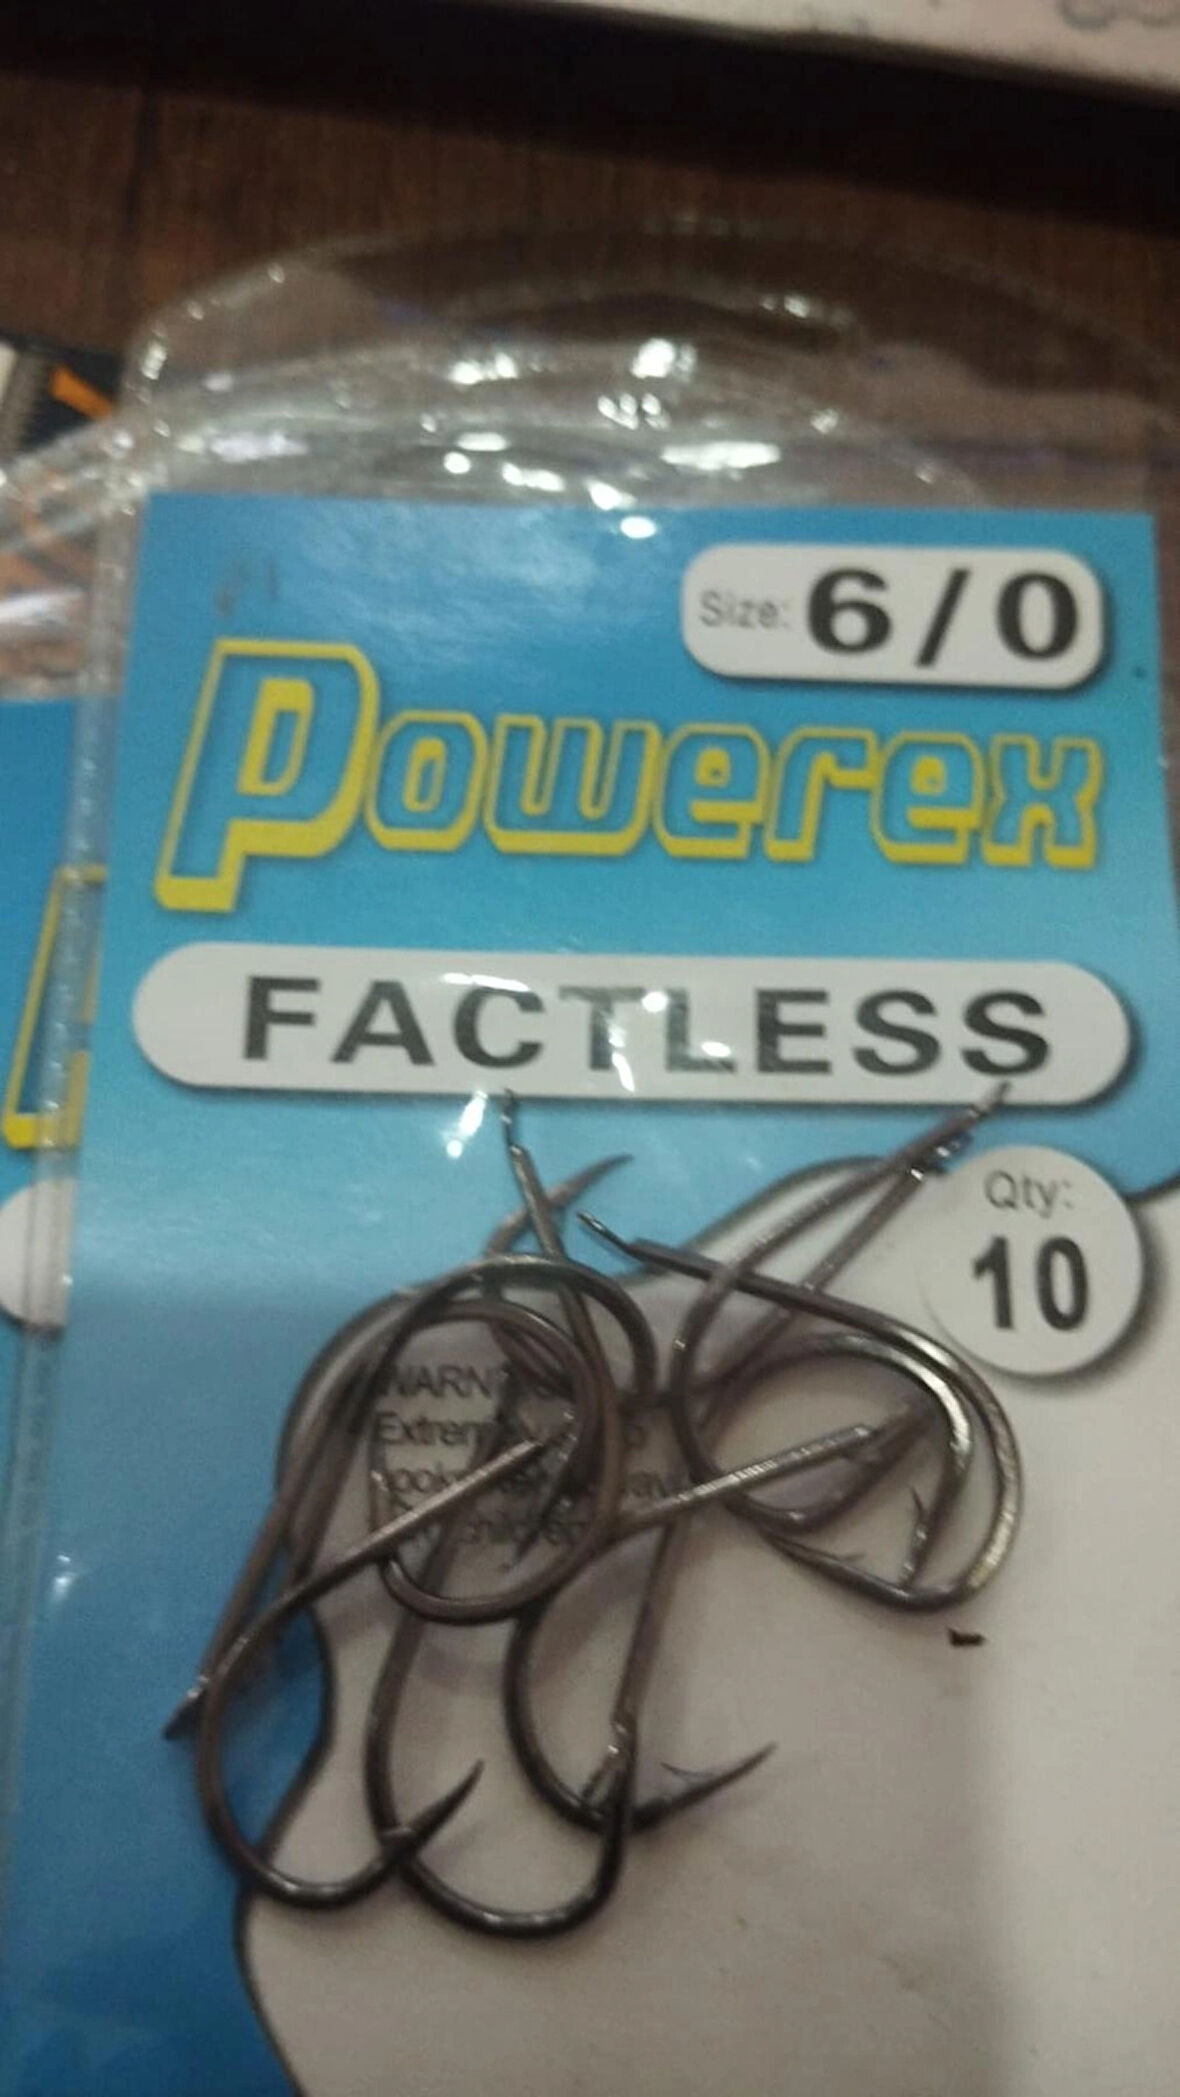 Size: 6/0
Powerex
FACTLESS
Qty:
10